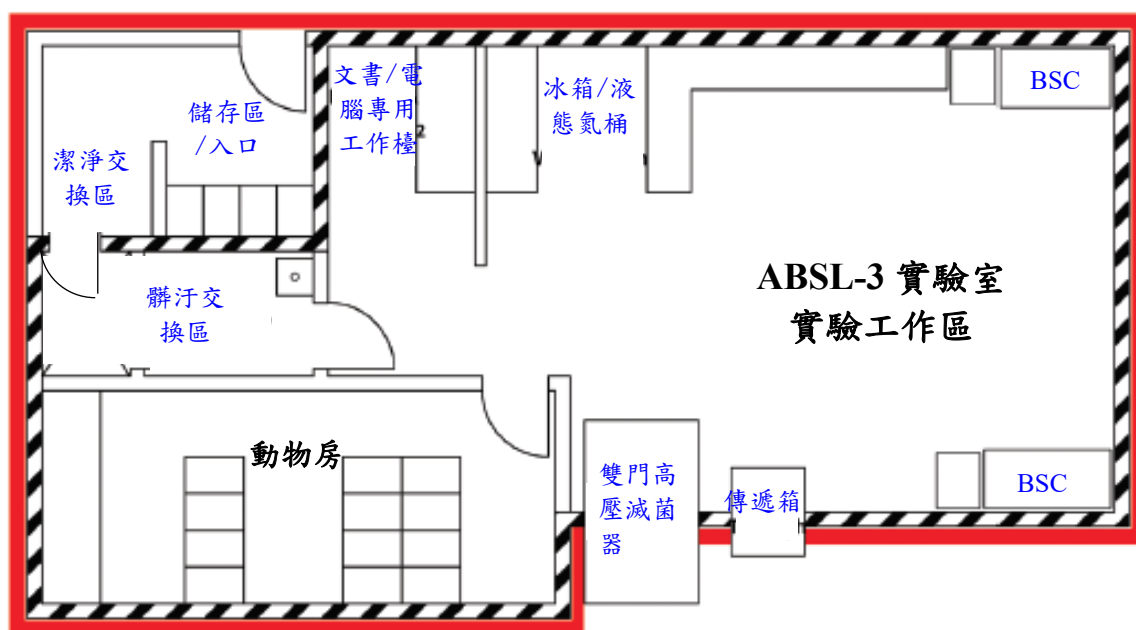 文書/電
腦專用
工作檯
冰箱/液
態氮桶
BSC
儲存區
/入口
潔淨交
換區
髒汙交
換區
ABSL-3 實驗室
實驗工作區
動物房
雙門高
壓滅菌
器
傳遞箱
BSC